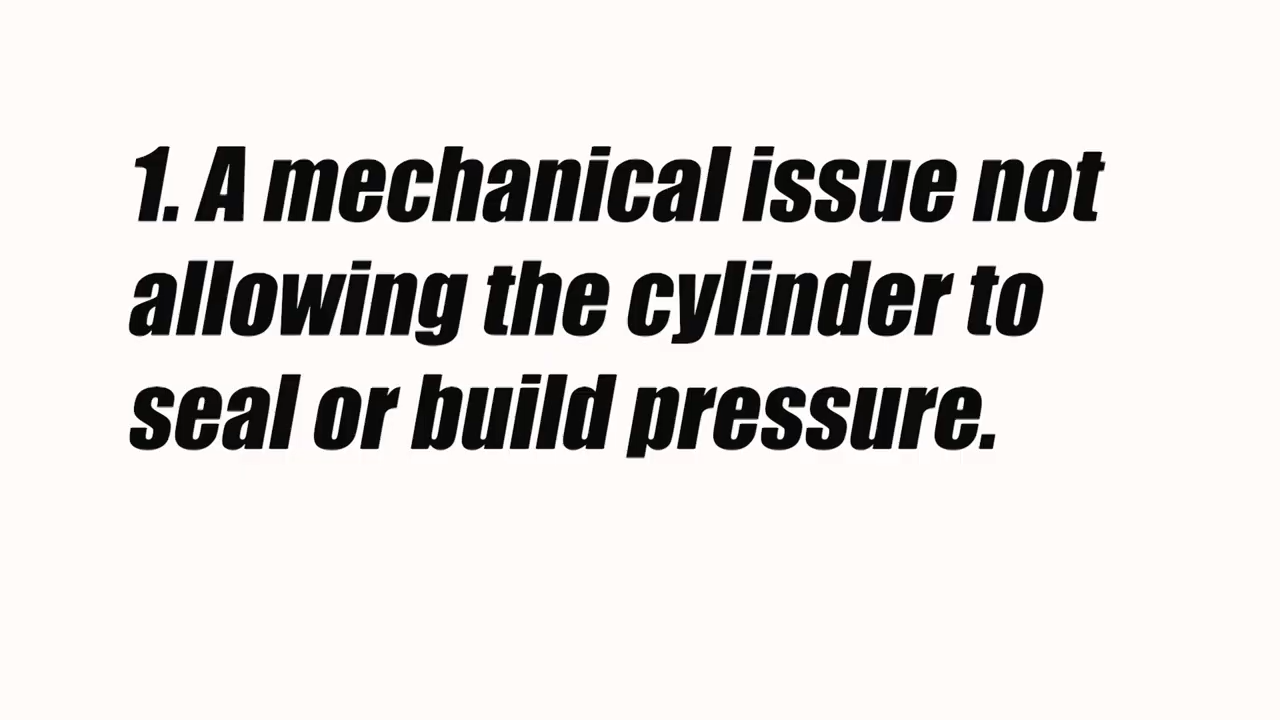 1. A mechanical issue not
allowing the cylinder to
seal or build pressure.